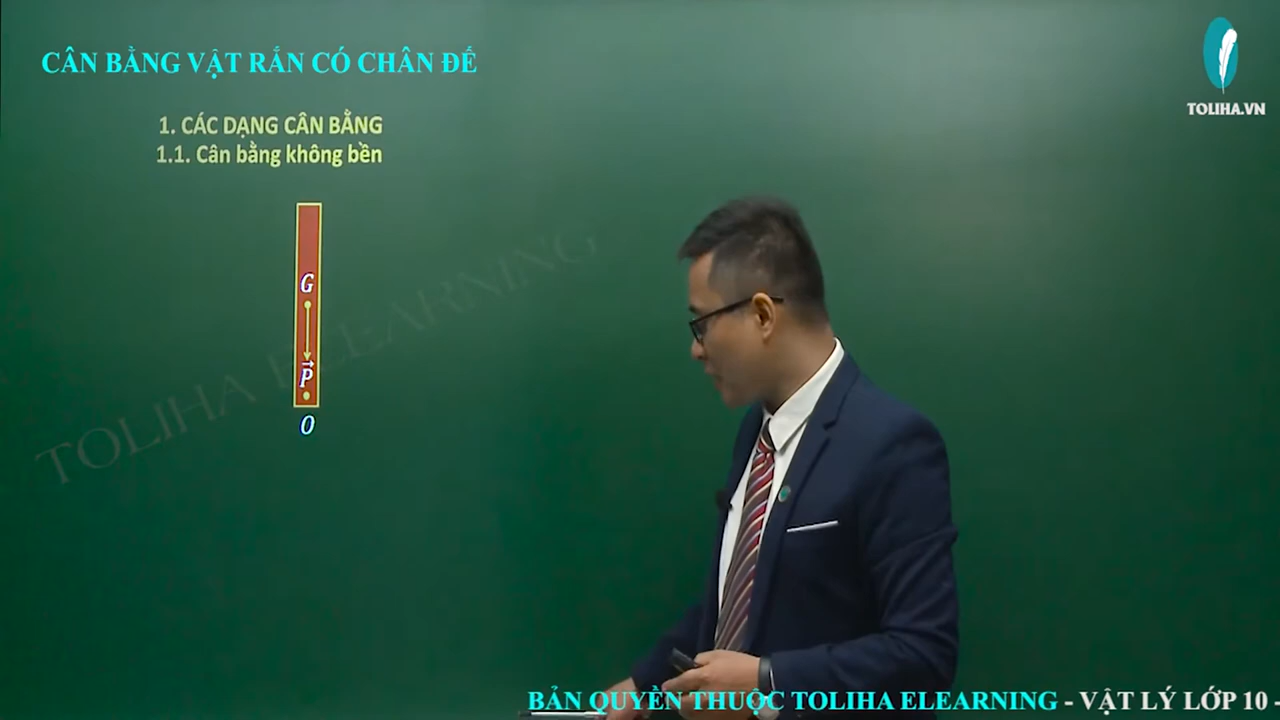 CÂN BẰNG VẬT RẮN CÓ CHÂN ĐẾ
TOLIHA.VN
1. CÁC DẠNG CÂN BẰNG
1.1. Cân bằng không bền
G
P⃗
O
TOLIHA ELEARNING
BẢN QUYỀN THUỘC TOLIHA ELEARNING - VẬT LÝ LỚP 10 -